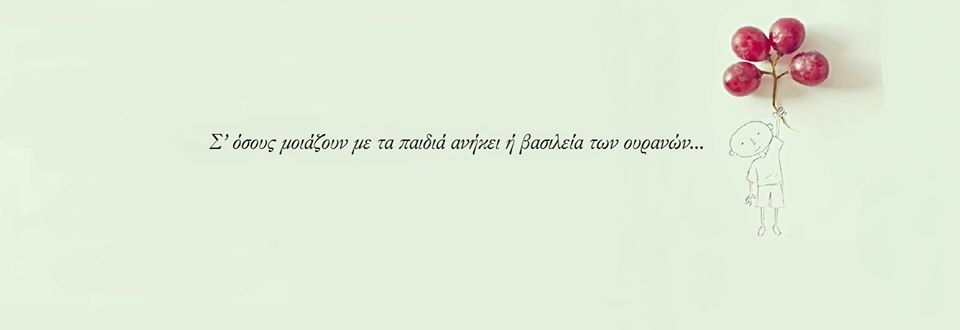 Σ' όσους μοιάζουν με τα παιδιά ανήκει ή βασιλεία των ουρανών...